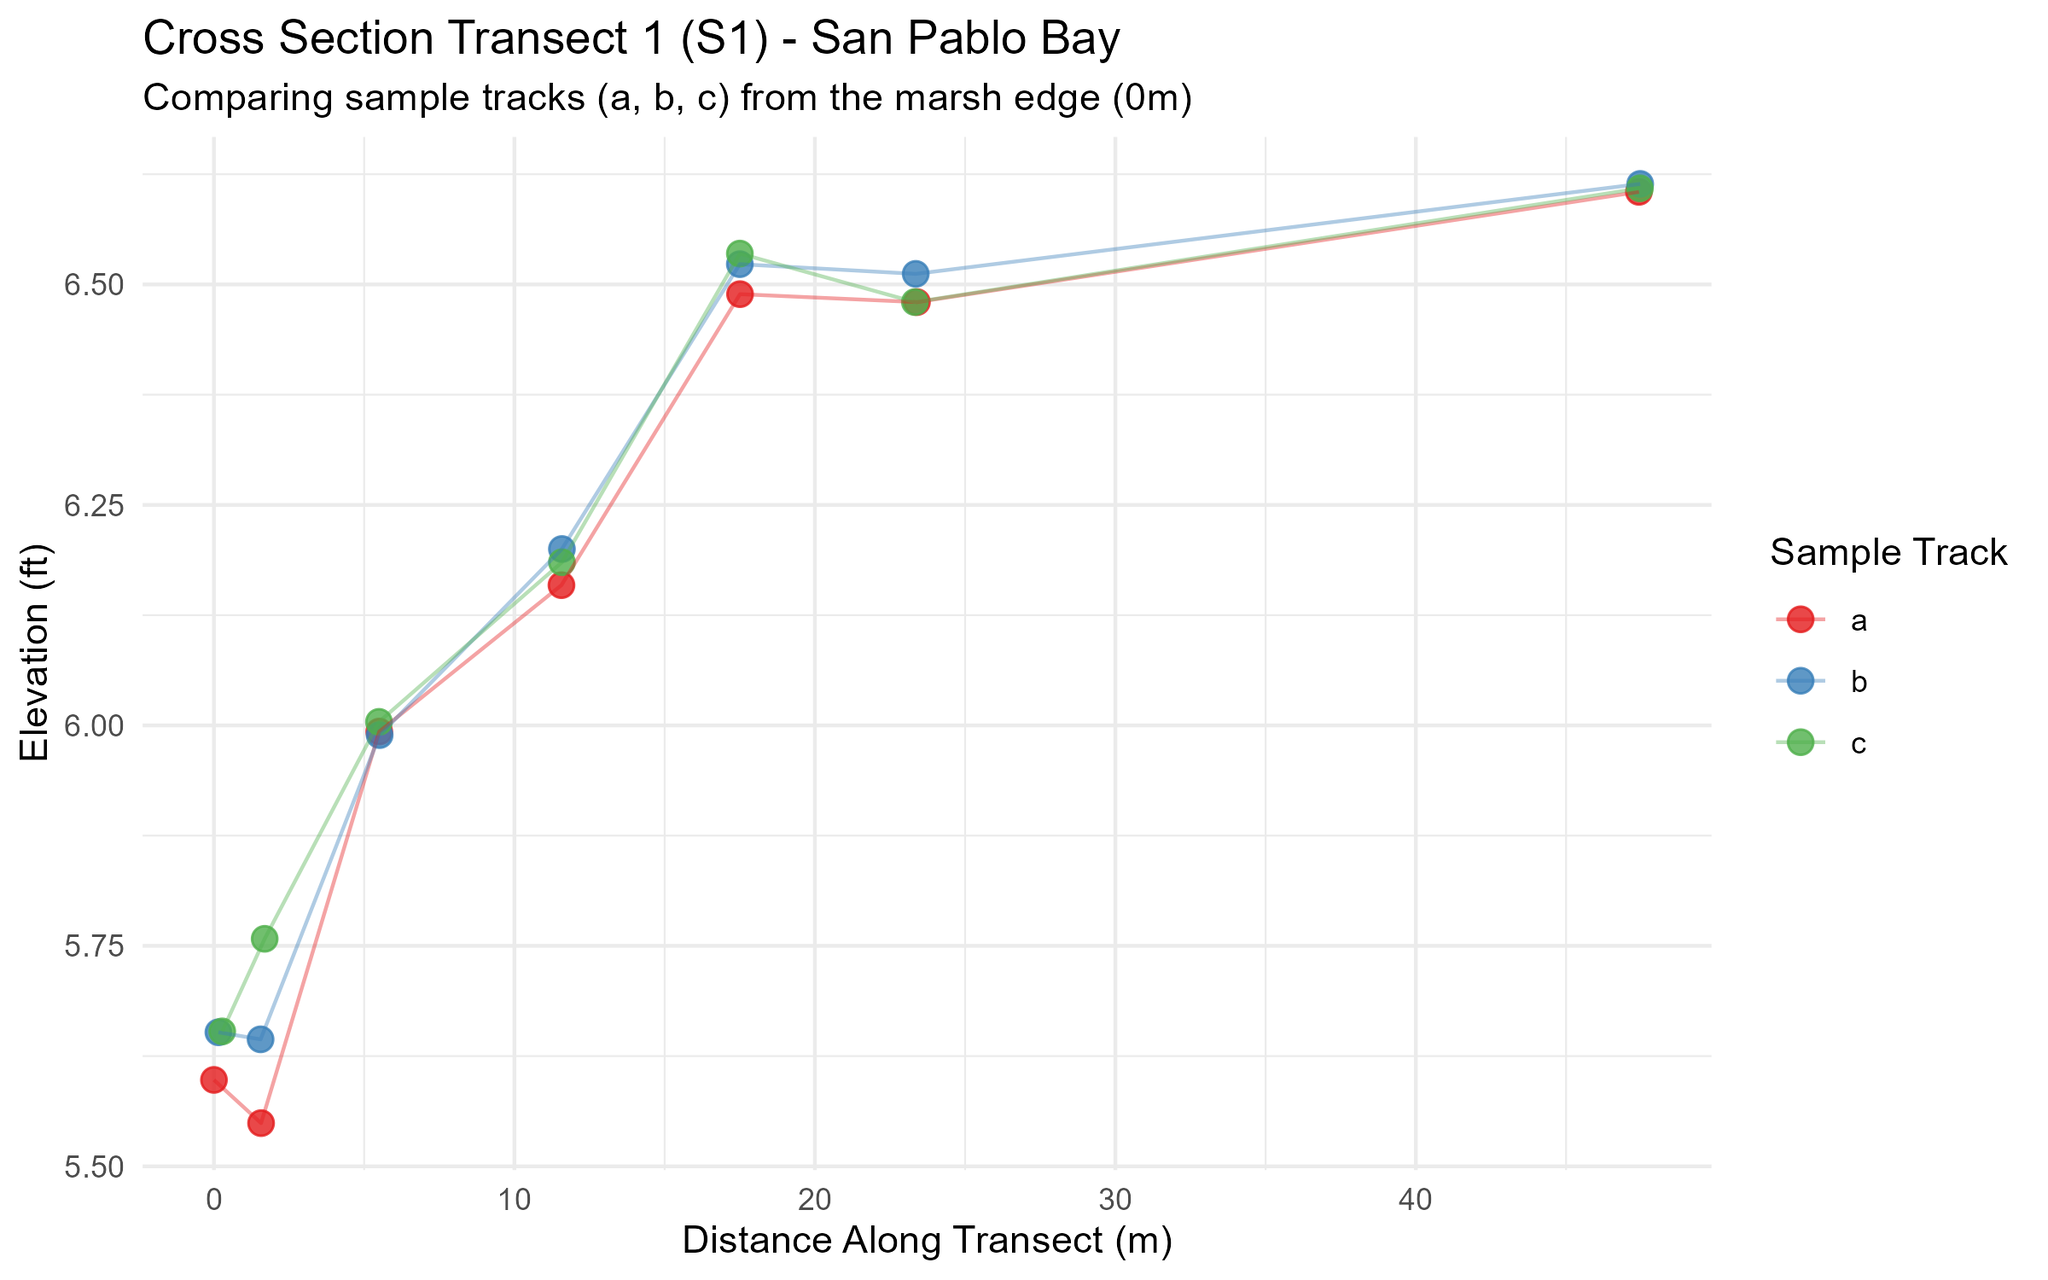 Cross Section Transect 1 (S1) - San Pablo Bay
Comparing sample tracks (a, b, c) from the marsh edge (0m)
Elevation (ft)
6.50
6.25
6.00
5.75
5.50
0 10 20 30 40
Distance Along Transect (m)
Sample Track
a
b
c